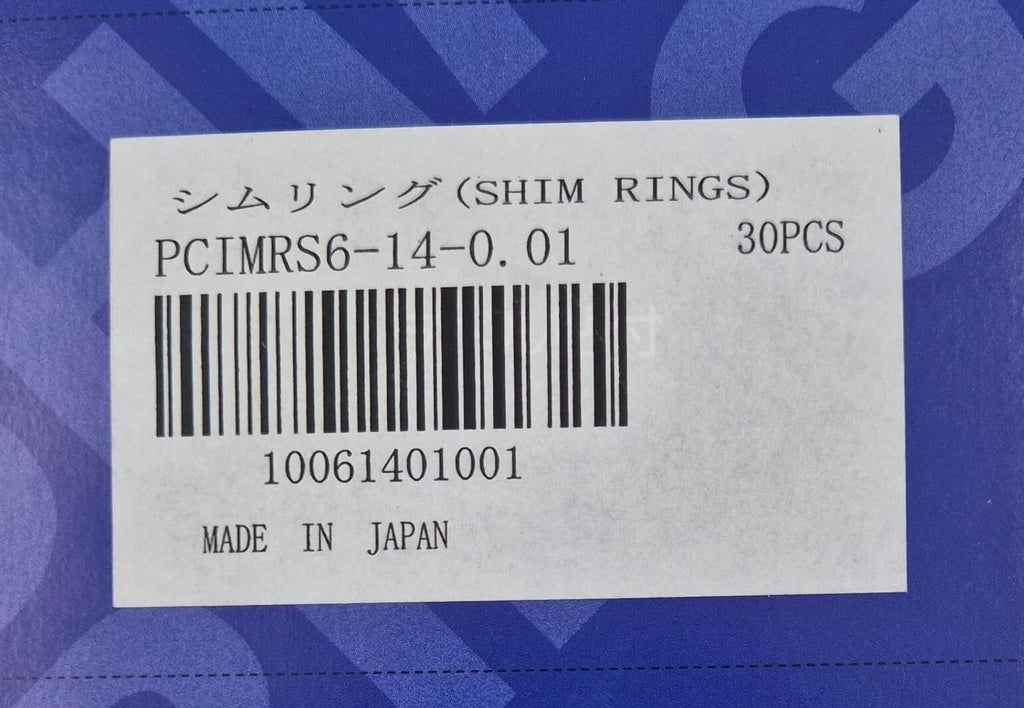 シムリング(SHIM RINGS)
PCIMRS6-14-0.01 30PCS
10061401001
MADE IN JAPAN